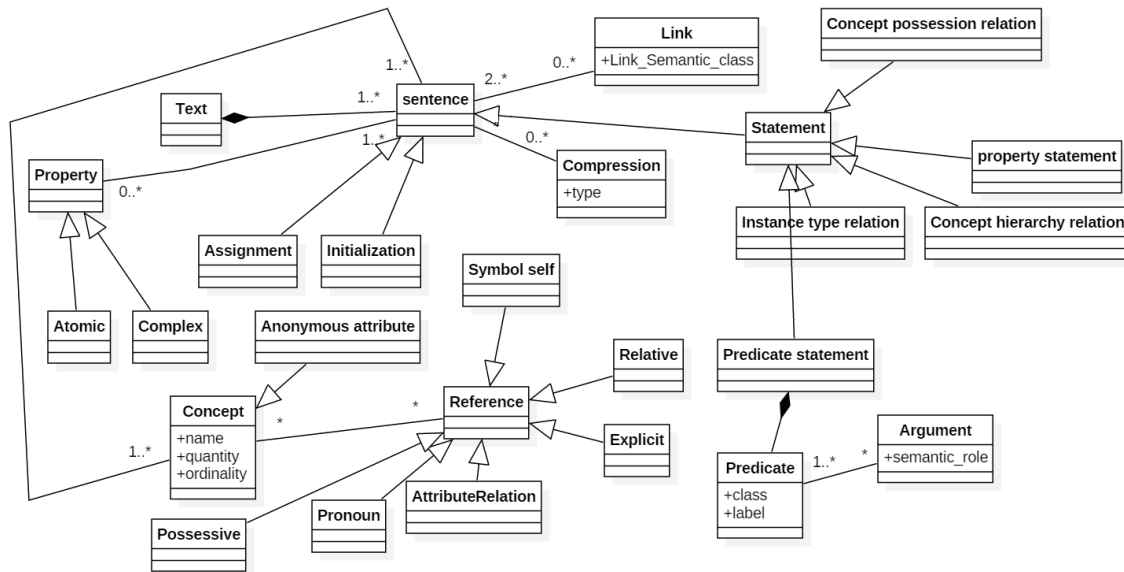 Concept possession relation
Link
+Link_Semantic_class
0..*
1..*
2..*
sentence
Text
1..*
Statement
0..*
1..*
Compression
+type
property statement
Property
0..*
Instance type relation
Concept hierarchy relation
Assignment
Initialization
Symbol self
Atomic
Complex
Anonymous attribute
Relative
Predicate statement
Reference
Concept
+name
+quantity
+ordinality
*
*
1..*
Explicit
Argument
+semantic_role
Predicate
+class
+label
1..*
*
AttributeRelation
Pronoun
Possessive